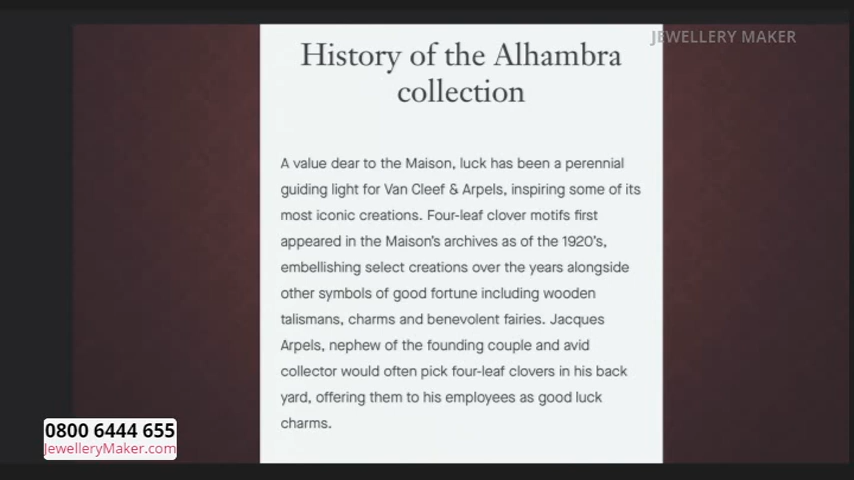 JEWELLERY MAKER
History of the Alhambra
collection
A value dear to the Maison, luck has been a perennial
guiding light for Van Cleef & Arpels, inspiring some of its
most iconic creations. Four-leaf clover motifs first
appeared in the Maison's archives as of the 1920's,
embellishing select creations over the years alongside
other symbols of good fortune including wooden
talismans, charms and benevolent fairies. Jacques
Arpels, nephew of the founding couple and avid
collector would often pick four-leaf clovers in his back
yard, offering them to his employees as good luck
charms.
0800 6444 655
JewelleryMaker.com